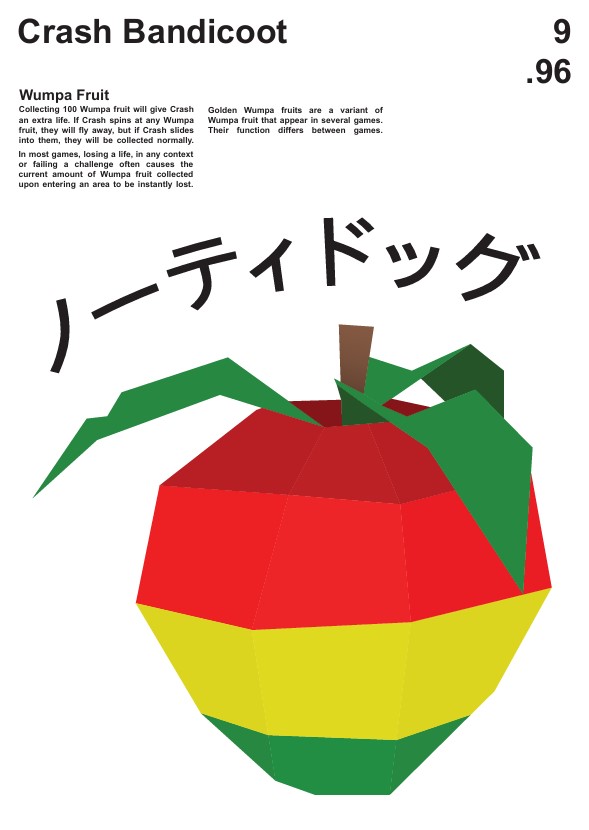 Crash Bandicoot
9
.96
Wumpa Fruit
Collecting 100 Wumpa fruit will give Crash
an extra life. If Crash spins at any Wumpa
fruit, they will fly away, but if Crash slides
into them, they will be collected normally.
In most games, losing a life, in any context
or failing a challenge often causes the
current amount of Wumpa fruit collected
upon entering an area to be instantly lost.
Golden Wumpa fruits are a variant of
Wumpa fruit that appear in several games.
Their function differs between games.
ノーティドッグ